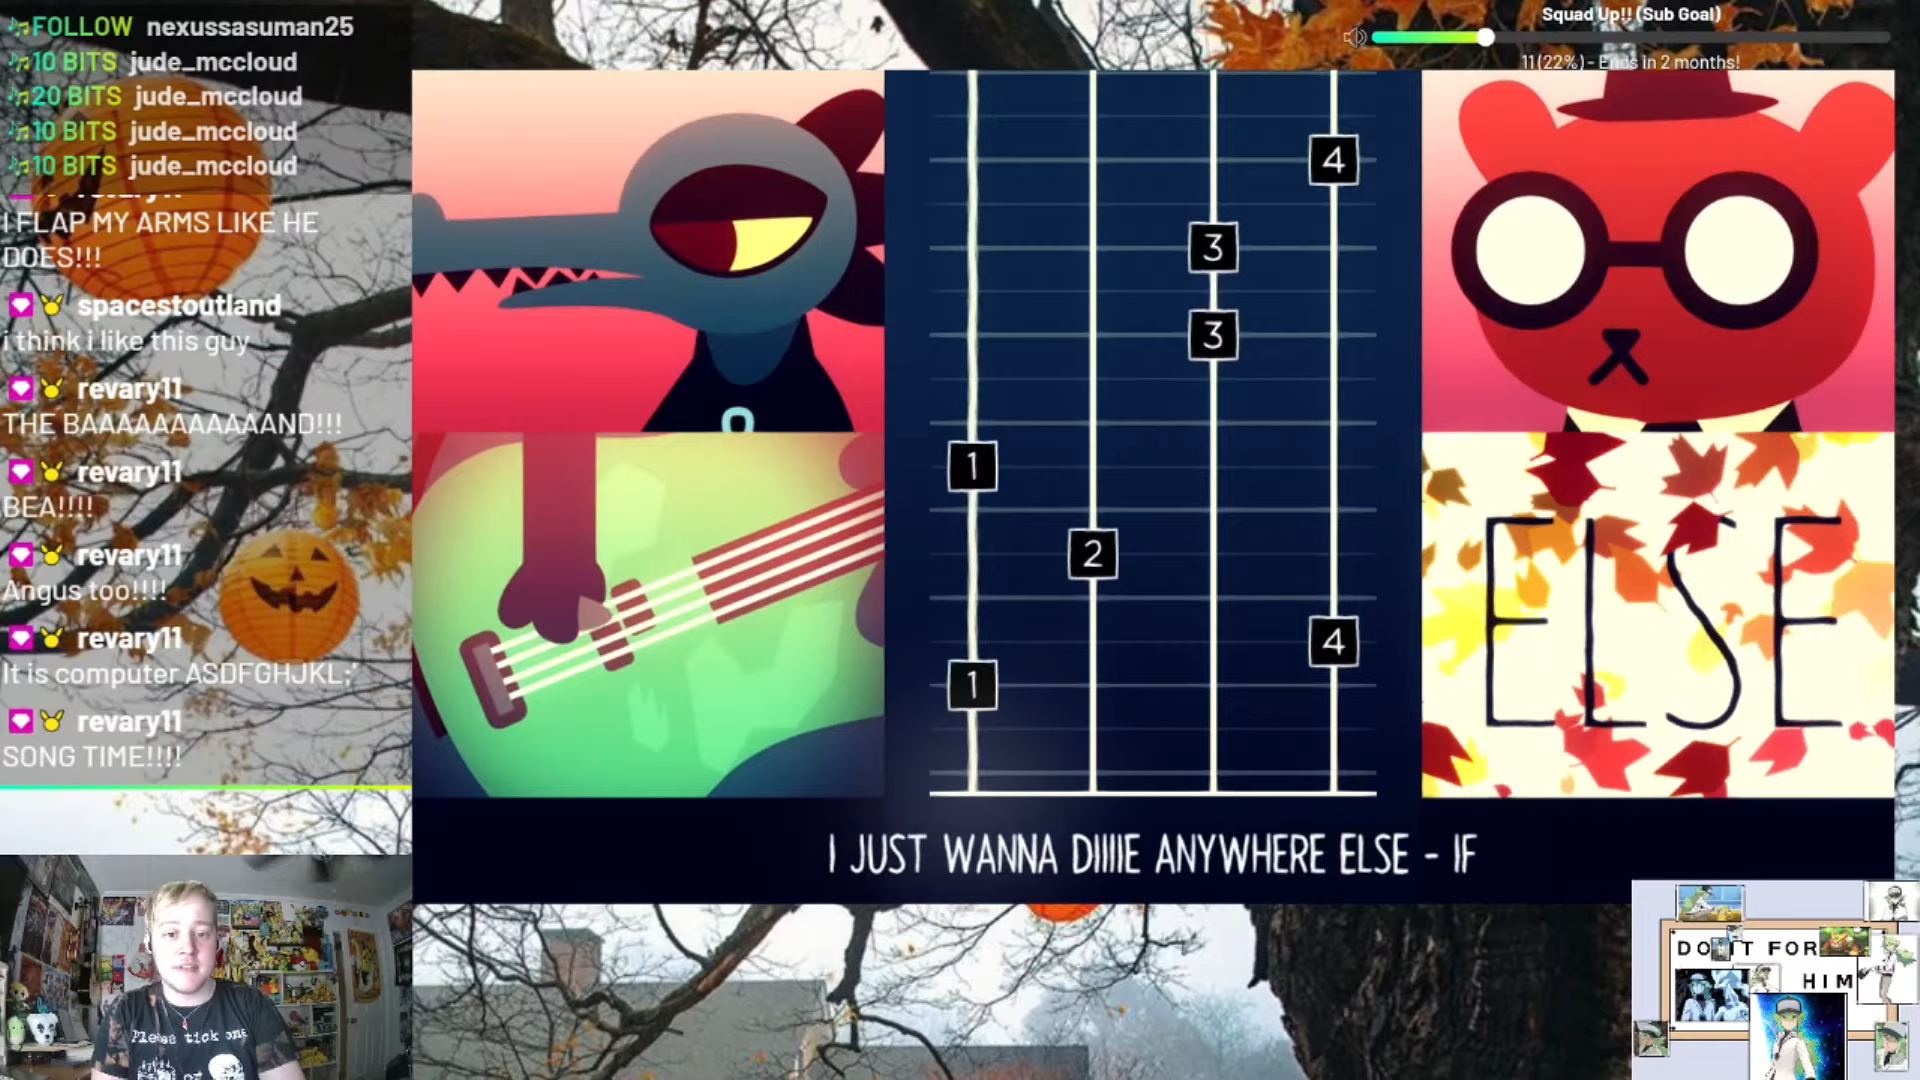 FOLLOW nexussasuman25
10 BITS jude_mccloud
20 BITS jude_mccloud
10 BITS jude_mccloud
10 BITS jude_mccloud
I FLAP MY ARMS LIKE HE
DOES!!!
spacestoutland
i think i like this guy
revary11
THE BAAAAAAAAAAAND!!!
revary11
BEA!!!!
revary11
Angus too!!!!
revary11
It is computer ASDFGHJKL;'
revary11
SONG TIME!!!!
Squad Up!! (Sub Goal)
11 (22%) - Ends in 2 months!
4
3
3
1
2
4
1
ELSE
I JUST WANNA DIIIIE ANYWHERE ELSE - IF
Please tick one
DO T FOR
HIM